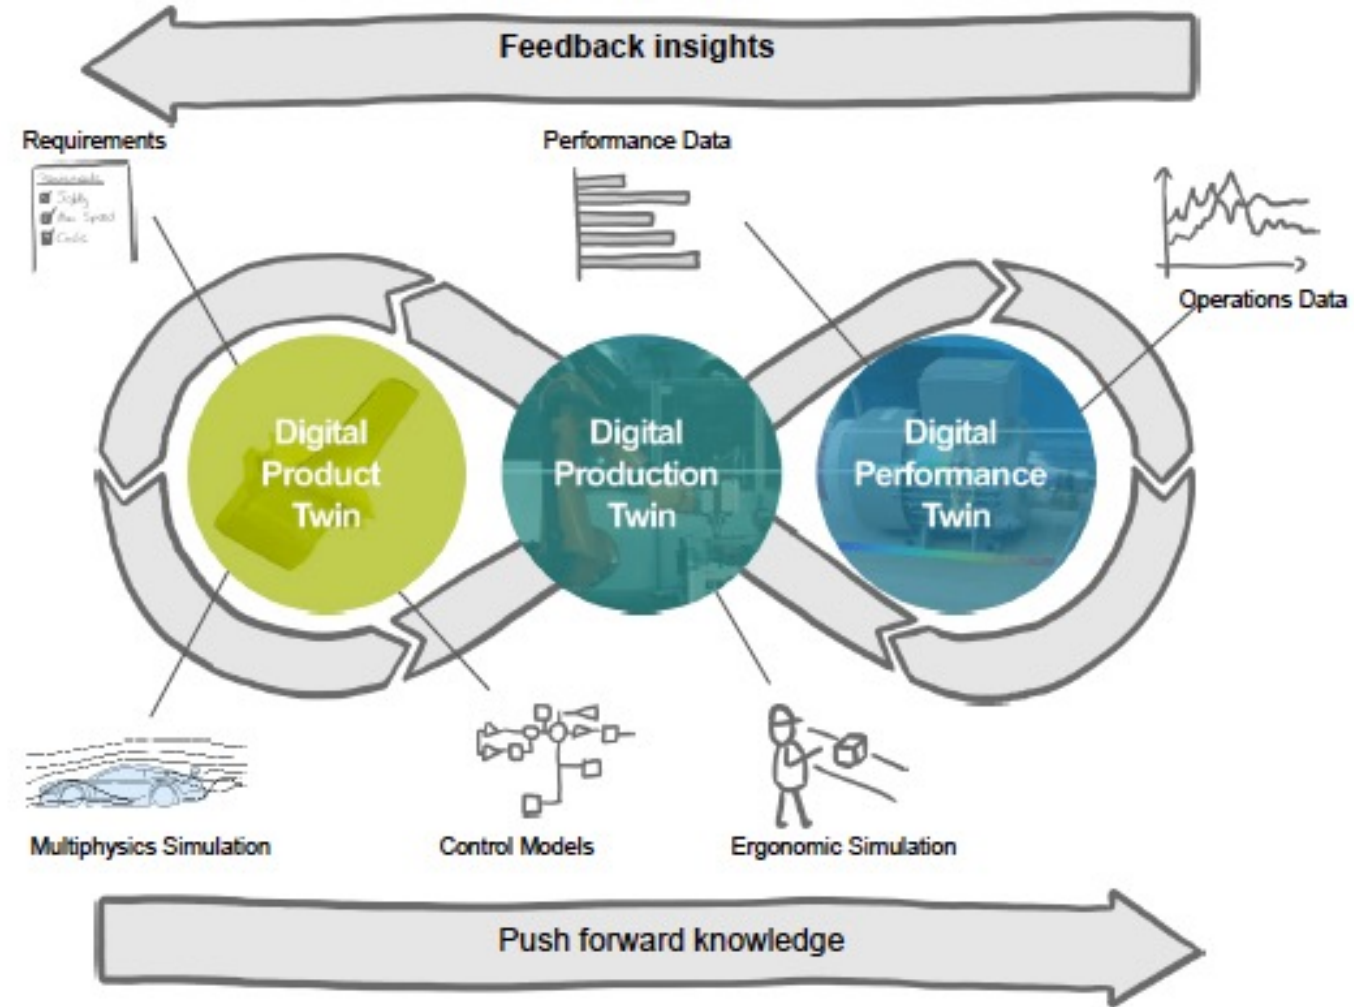 Feedback insights
Requirements
Performance Data
Operations Data
Digital
Product
Twin
Digital
Production
Twin
Digital
Performance
Twin
Multiphysics Simulation
Control Models
Ergonomic Simulation
Push forward knowledge